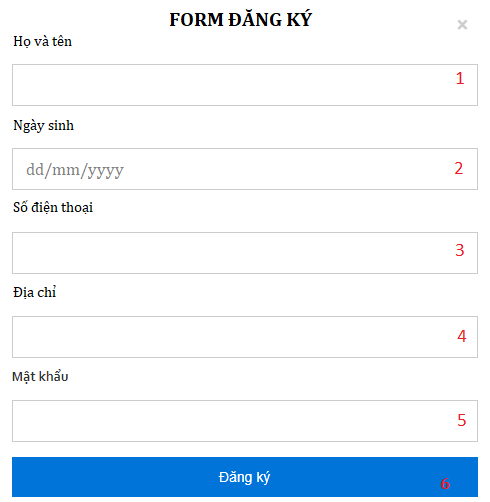 FORM ĐĂNG KÝ ×
Họ và tên
1
Ngày sinh
dd/mm/yyyy 2
Số điện thoại
3
Địa chỉ
4
Mật khẩu
5
Đăng ký 6